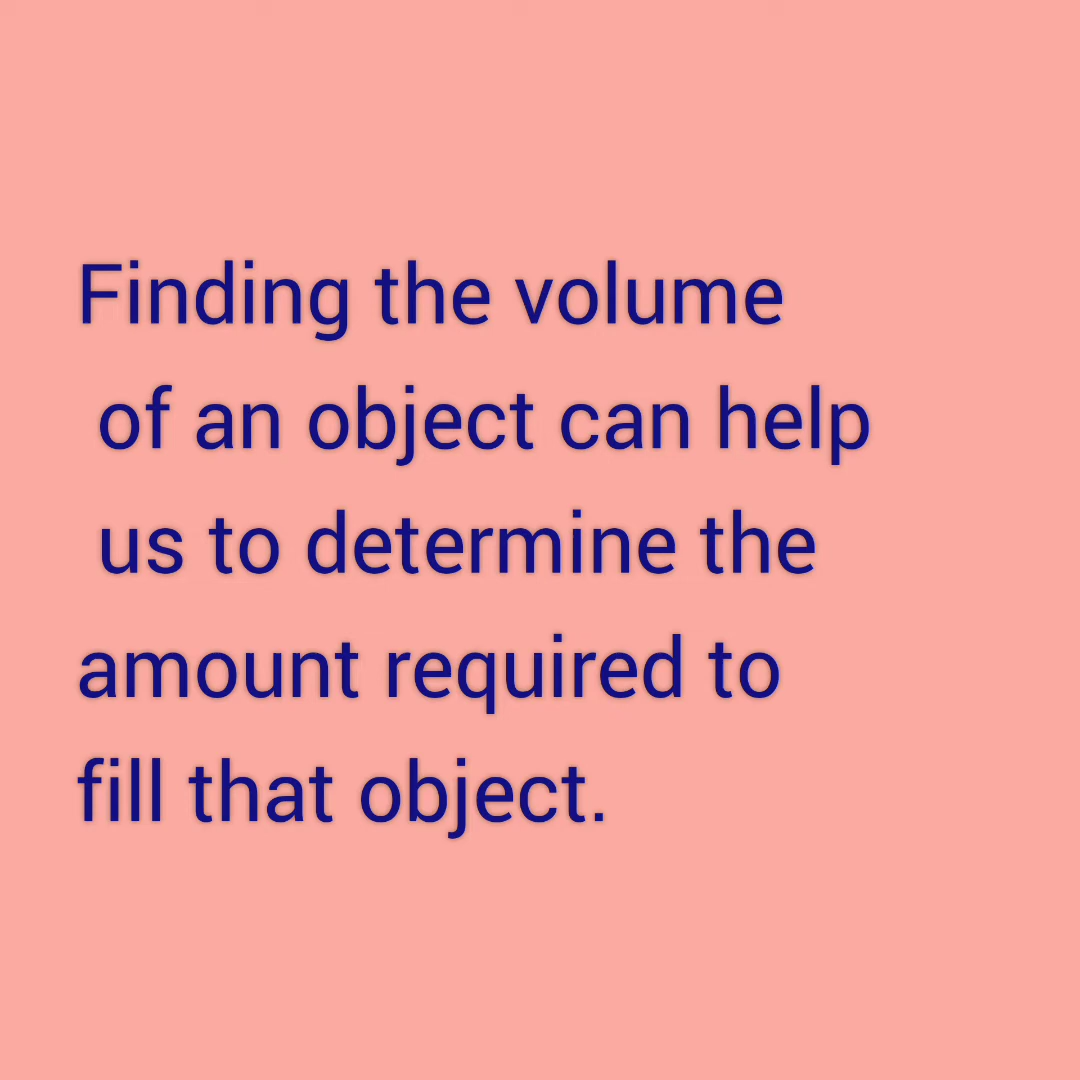 Finding the volume
of an object can help
us to determine the
amount required to
fill that object.